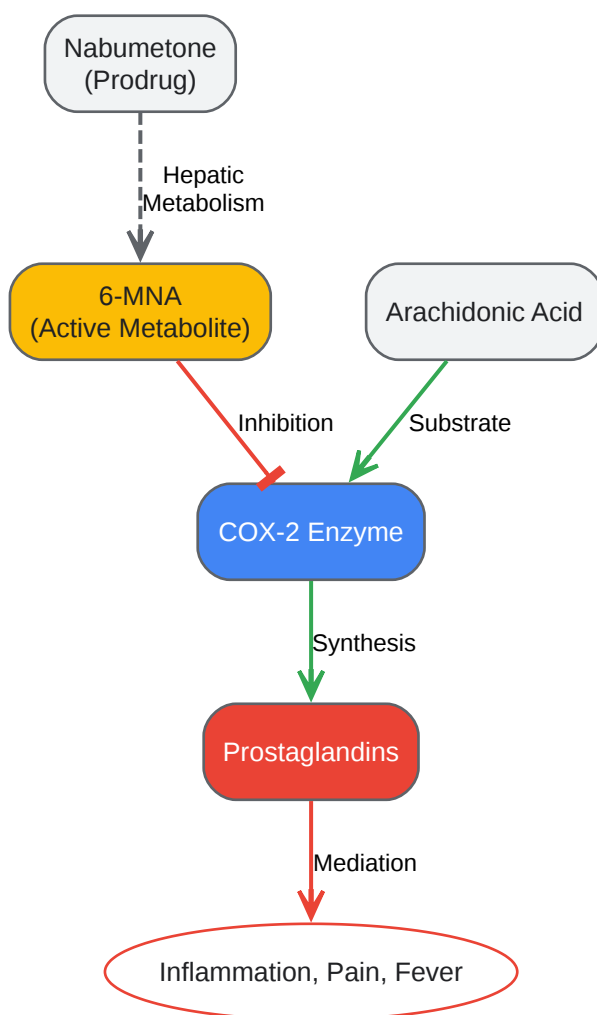 Nabumetone
(Prodrug)
Hepatic
Metabolism
6-MNA
(Active Metabolite)
Arachidonic Acid
Inhibition
Substrate
COX-2 Enzyme
Synthesis
Prostaglandins
Mediation
Inflammation, Pain, Fever